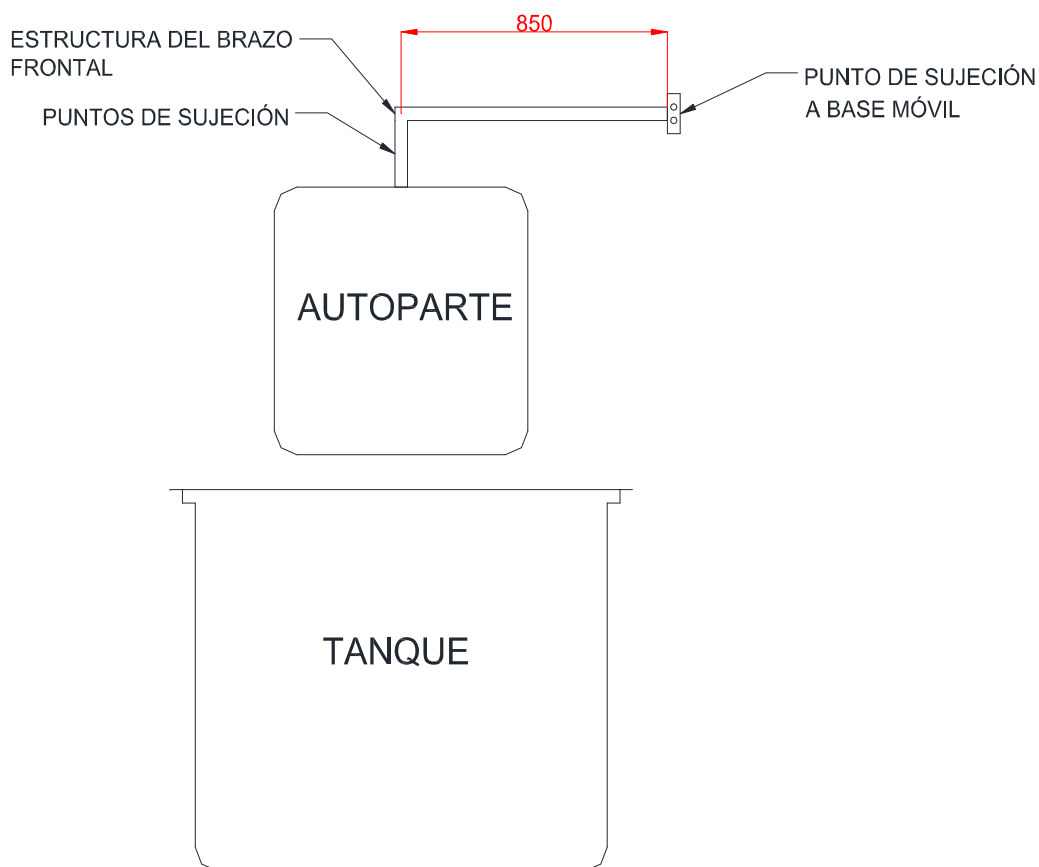 850
ESTRUCTURA DEL BRAZO
FRONTAL
PUNTOS DE SUJECIÓN
PUNTO DE SUJECIÓN
A BASE MÓVIL
AUTOPARTE
TANQUE